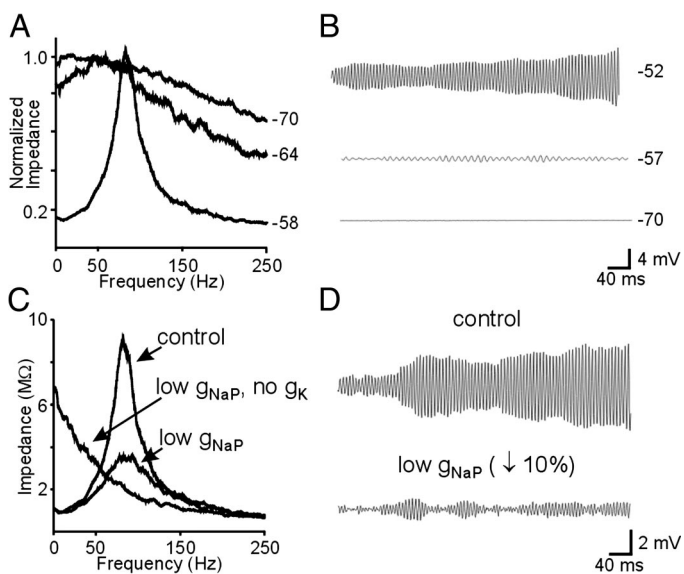 A
Normalized
Impedance
1.0
0.2
-70
-64
-58
0
50
150
250
Frequency (Hz)
B
-52
-57
-70
4 mV
40 ms
C
Impedance (MΩ)
10
6
2
control
low gNaP, no gK
low gNaP
0
50
150
250
Frequency (Hz)
D
control
low gNaP (↓ 10%)
2 mV
40 ms